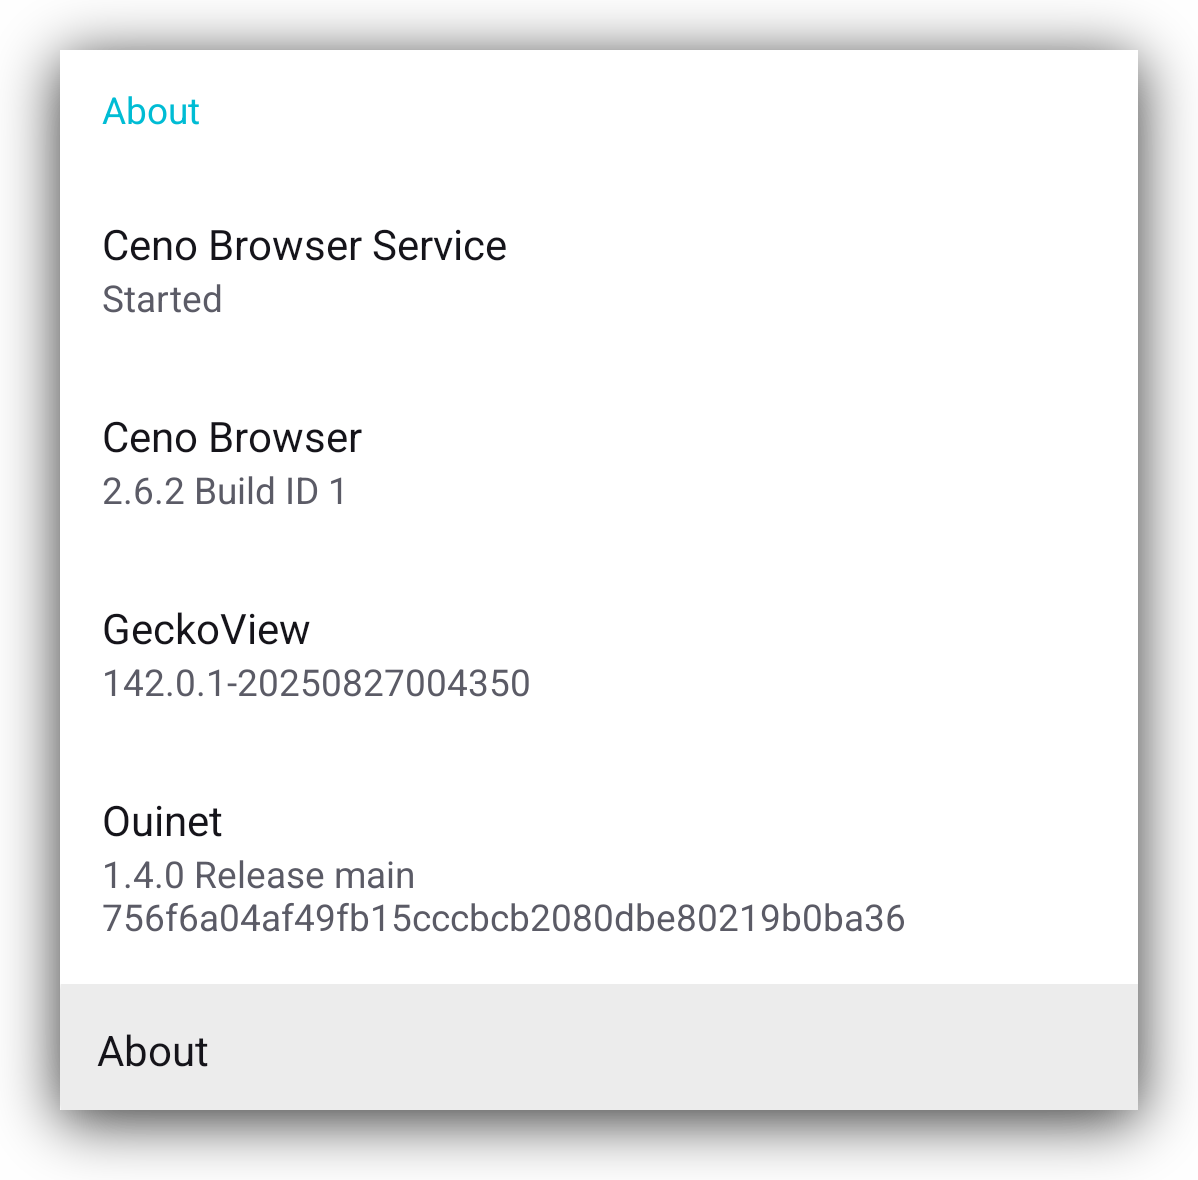 About
Ceno Browser Service
Started
Ceno Browser
2.6.2 Build ID 1
GeckoView
142.0.1-20250827004350
Ouinet
1.4.0 Release main
756f6a04af49fb15cccbcb2080dbe80219b0ba36
About